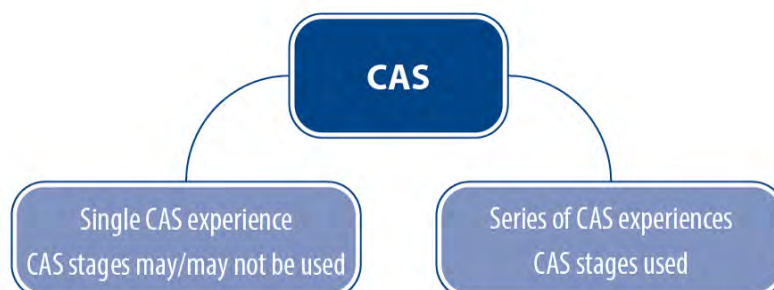 CAS
Single CAS experience
CAS stages may/may not be used
Series of CAS experiences
CAS stages used